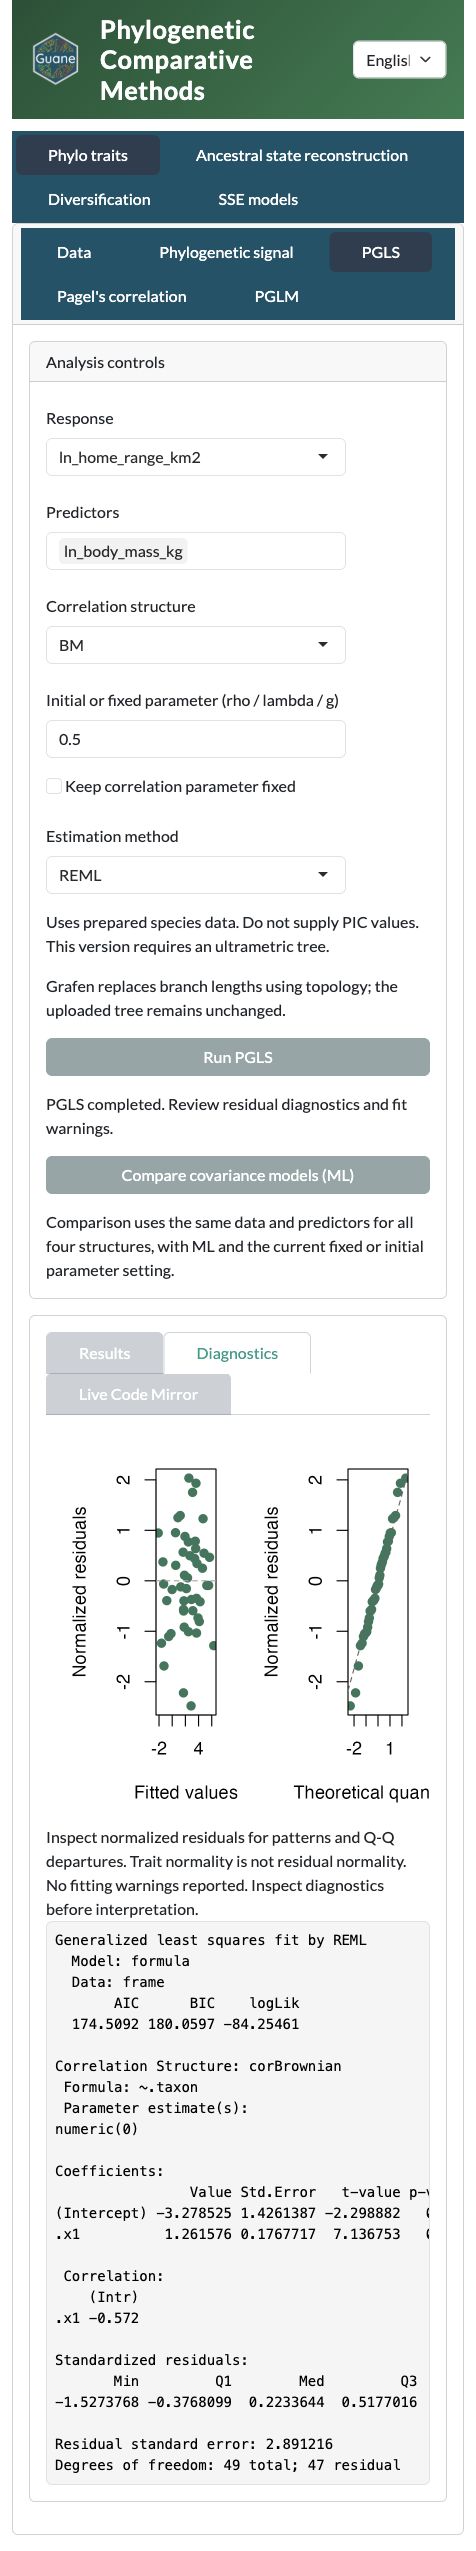 Guane
Phylogenetic
Comparative
Methods
English
Phylo traits
Ancestral state reconstruction
Diversification
SSE models
Data
Phylogenetic signal
PGLS
Pagel's correlation
PGLM
Analysis controls
Response
ln_home_range_km2
Predictors
ln_body_mass_kg
Correlation structure
BM
Initial or fixed parameter (rho / lambda / g)
0.5
Keep correlation parameter fixed
Estimation method
REML
Uses prepared species data. Do not supply PIC values.
This version requires an ultrametric tree.
Grafen replaces branch lengths using topology; the
uploaded tree remains unchanged.
Run PGLS
PGLS completed. Review residual diagnostics and fit
warnings.
Compare covariance models (ML)
Comparison uses the same data and predictors for all
four structures, with ML and the current fixed or initial
parameter setting.
Results
Diagnostics
Live Code Mirror
Normalized residuals
2
1
0
-1
-2
-2 4
Fitted values
Normalized residuals
2
1
0
-1
-2
-2 1
Theoretical quan
Inspect normalized residuals for patterns and Q-Q
departures. Trait normality is not residual normality.
No fitting warnings reported. Inspect diagnostics
before interpretation.
Generalized least squares fit by REML
Model: formula
Data: frame
AIC BIC logLik
174.5092 180.0597 -84.25461
Correlation Structure: corBrownian
Formula: ~.taxon
Parameter estimate(s):
numeric(0)
Coefficients:
Value Std.Error t-value p-v
(Intercept) -3.278525 1.4261387 -2.298882 0
.x1 1.261576 0.1767717 7.136753 0
Correlation:
(Intr)
.x1 -0.572
Standardized residuals:
Min Q1 Med Q3
-1.5273768 -0.3768099 0.2233644 0.5177016
Residual standard error: 2.891216
Degrees of freedom: 49 total; 47 residual